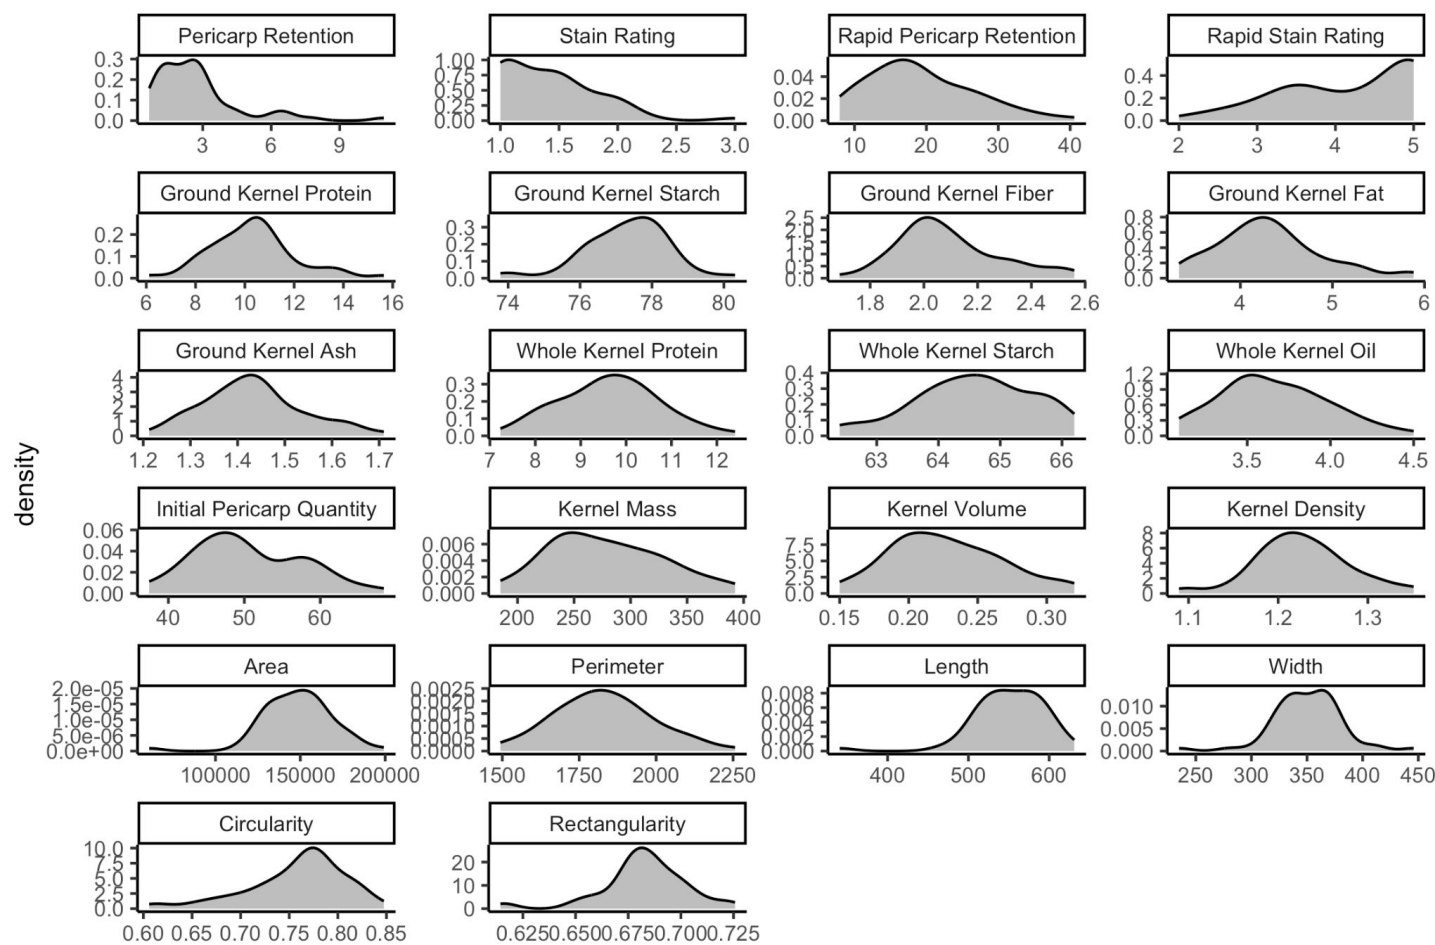 Pericarp Retention Stain Rating Rapid Pericarp Retention Rapid Stain Rating
0.3 0.2 0.1 0.0 1.00 0.75 0.50 0.25 0.00 0.04 0.02 0.00 0.4 0.2 0.0
3 6 9 1.0 1.5 2.0 2.5 3.0 10 20 30 40 2 3 4 5
Ground Kernel Protein Ground Kernel Starch Ground Kernel Fiber Ground Kernel Fat
0.2 0.1 0.0 0.3 0.2 0.1 0.0 2.5 2.0 1.5 1.0 0.5 0.0 0.8 0.6 0.4 0.2 0.0
6 8 10 12 14 16 74 76 78 80 1.8 2.0 2.2 2.4 2.6 4 5 6
Ground Kernel Ash Whole Kernel Protein Whole Kernel Starch Whole Kernel Oil
4 3 2 1 0 0.3 0.2 0.1 0.0 0.4 0.3 0.2 0.1 0.0 1.2 0.9 0.6 0.3 0.0
1.2 1.3 1.4 1.5 1.6 1.7 7 8 9 10 11 12 63 64 65 66 3.5 4.0 4.5
density
Initial Pericarp Quantity Kernel Mass Kernel Volume Kernel Density
0.06 0.04 0.02 0.00 0.006 0.004 0.002 0.000 7.5 5.0 2.5 0.0 8 6 4 2 0
40 50 60 200 250 300 350 400 0.15 0.20 0.25 0.30 1.1 1.2 1.3
Area Perimeter Length Width
2.0e-05 1.5e-05 1.0e-05 5.0e-06 0.0e+00 0.0025 0.0020 0.0015 0.0010 0.0005 0.0000 0.008 0.006 0.004 0.002 0.000 0.010 0.005 0.000
100000 150000 200000 1500 1750 2000 2250 400 500 600 250 300 350 400 450
Circularity Rectangularity
10.0 7.5 5.0 2.5 0.0 20 10 0
0.60 0.65 0.70 0.75 0.80 0.85 0.625 0.650 0.675 0.700 0.725